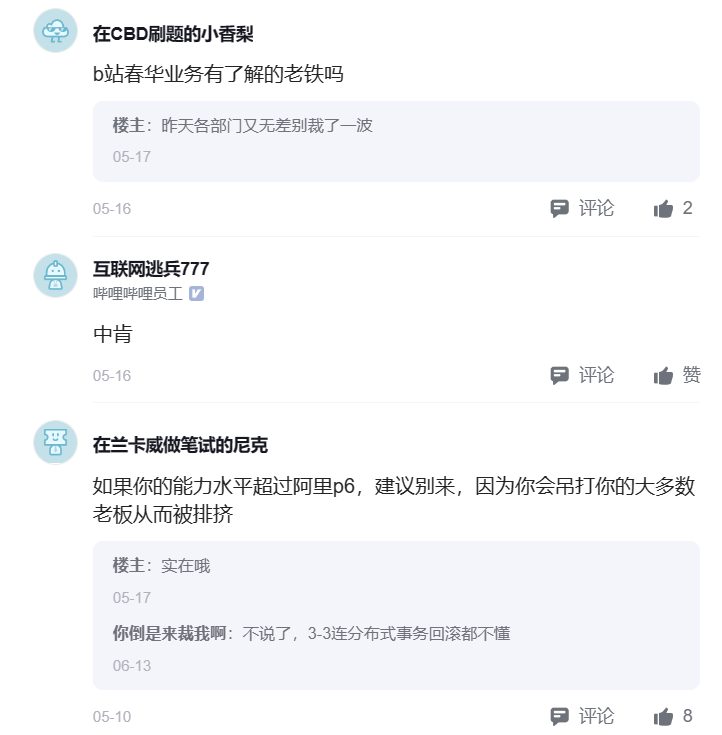 在CBD刷题的小香梨
b站春华业务有了解的老铁吗
楼主：昨天各部门又无差别裁了一波
05-17
05-16 评论 2
互联网逃兵777
哔哩哔哩员工
中肯
05-16 评论 赞
在兰卡威做笔试的尼克
如果你的能力水平超过阿里p6，建议别来，因为你会吊打你的大多数
老板从而被排挤
楼主：实在哦
05-17
你倒是来裁我啊：不说了，3-3连分布式事务回滚都不懂
06-13
05-10 评论 8